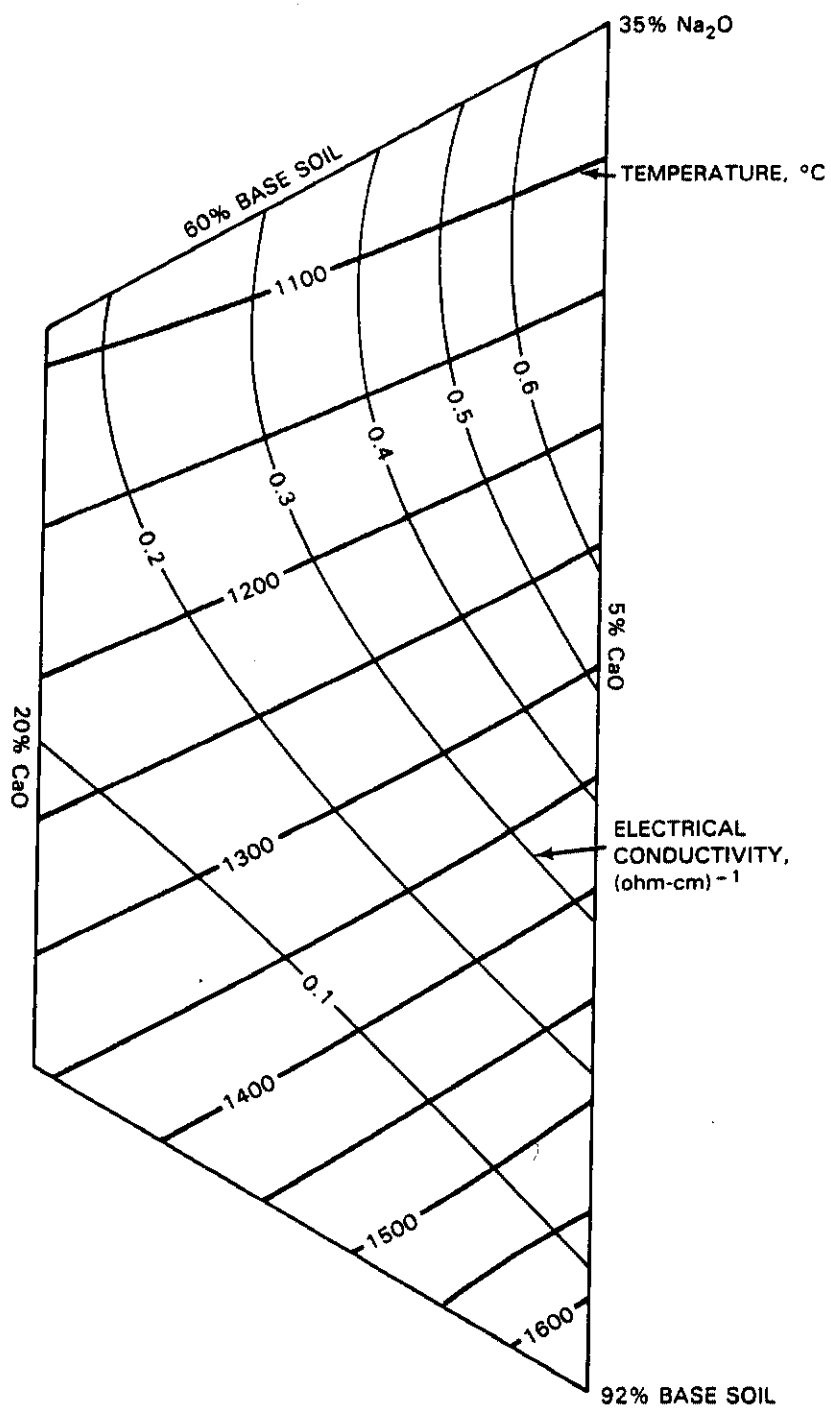 35% Na₂O
TEMPERATURE, °C
60% BASE SOIL
1100
0.6
0.5
0.4
0.3
0.2
1200
5% CaO
20% CaO
1300
ELECTRICAL
CONDUCTIVITY,
(ohm-cm)⁻¹
0.1
1400
1500
1600
92% BASE SOIL